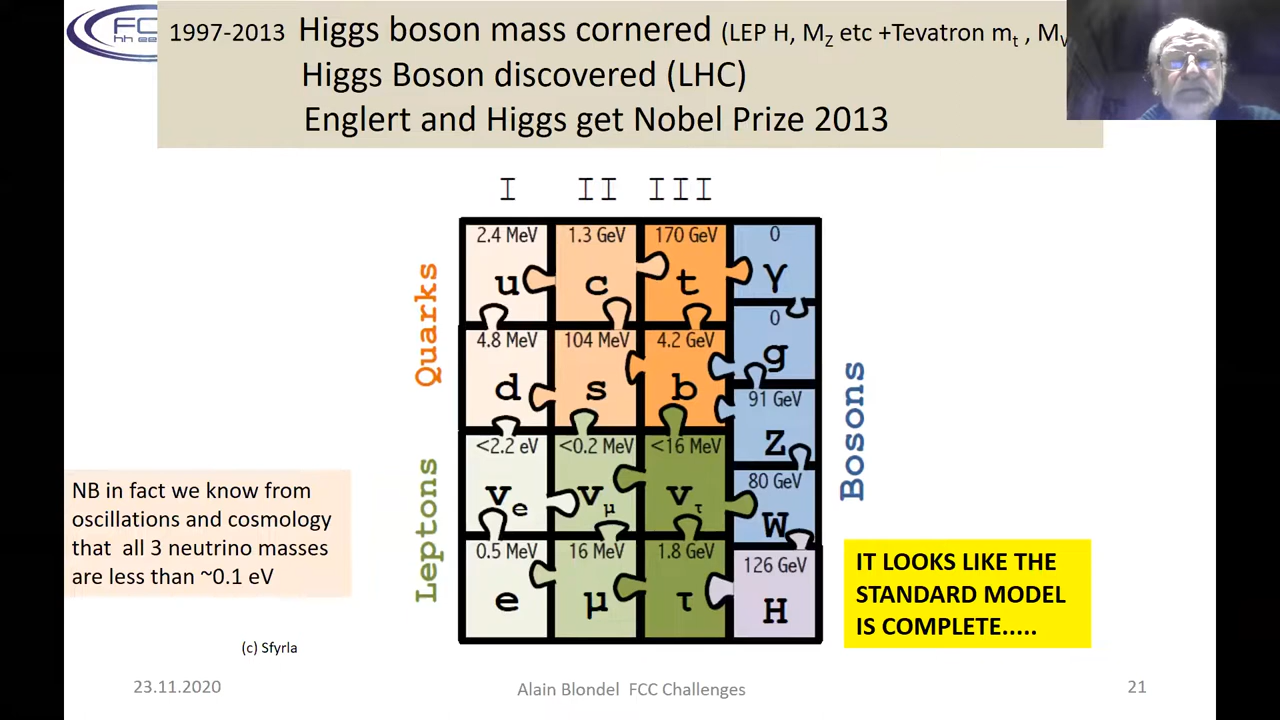 FC
hh ee
1997-2013 Higgs boson mass cornered (LEP H, MZ etc +Tevatron mt , M
Higgs Boson discovered (LHC)
Englert and Higgs get Nobel Prize 2013
I II III
Quarks
Leptons
Bosons
2.4 MeV 1.3 GeV 170 GeV 0
u c t γ
0
g
4.8 MeV 104 MeV 4.2 GeV
d s b
91 GeV
Z
<2.2 eV <0.2 MeV <16 MeV
νe νμ ντ
80 GeV
W
0.5 MeV 16 MeV 1.8 GeV
e μ τ
126 GeV
H
NB in fact we know from
oscillations and cosmology
that all 3 neutrino masses
are less than ~0.1 eV
IT LOOKS LIKE THE
STANDARD MODEL
IS COMPLETE.....
(c) Sfyrla
23.11.2020
Alain Blondel FCC Challenges
21